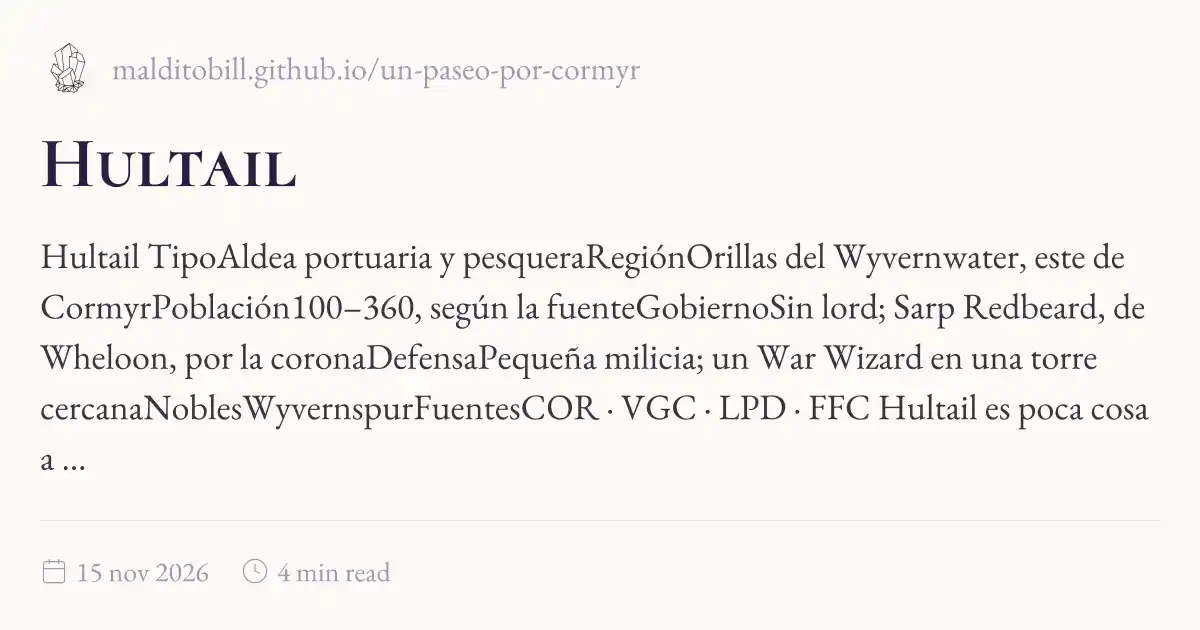 malditobill.github.io/un-paseo-por-cormyr
Hultail
Hultail TipoAldea portuaria y pesqueraRegiónOrillas del Wyvernwater, este de
CormyrPoblación100–360, según la fuenteGobiernoSin lord; Sarp Redbeard, de
Wheloon, por la coronaDefensaPequeña milicia; un War Wizard en una torre
cercanaNoblesWyvernspurFuentesCOR · VGC · LPD · FFC Hultail es poca cosa
a ...
15 nov 2026 4 min read